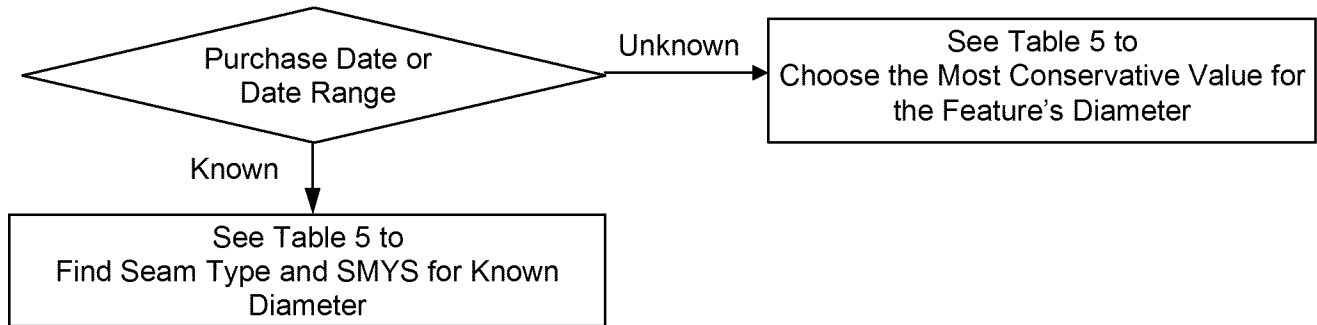 Purchase Date or
Date Range
Unknown
See Table 5 to
Choose the Most Conservative Value for
the Feature's Diameter
Known
See Table 5 to
Find Seam Type and SMYS for Known
Diameter